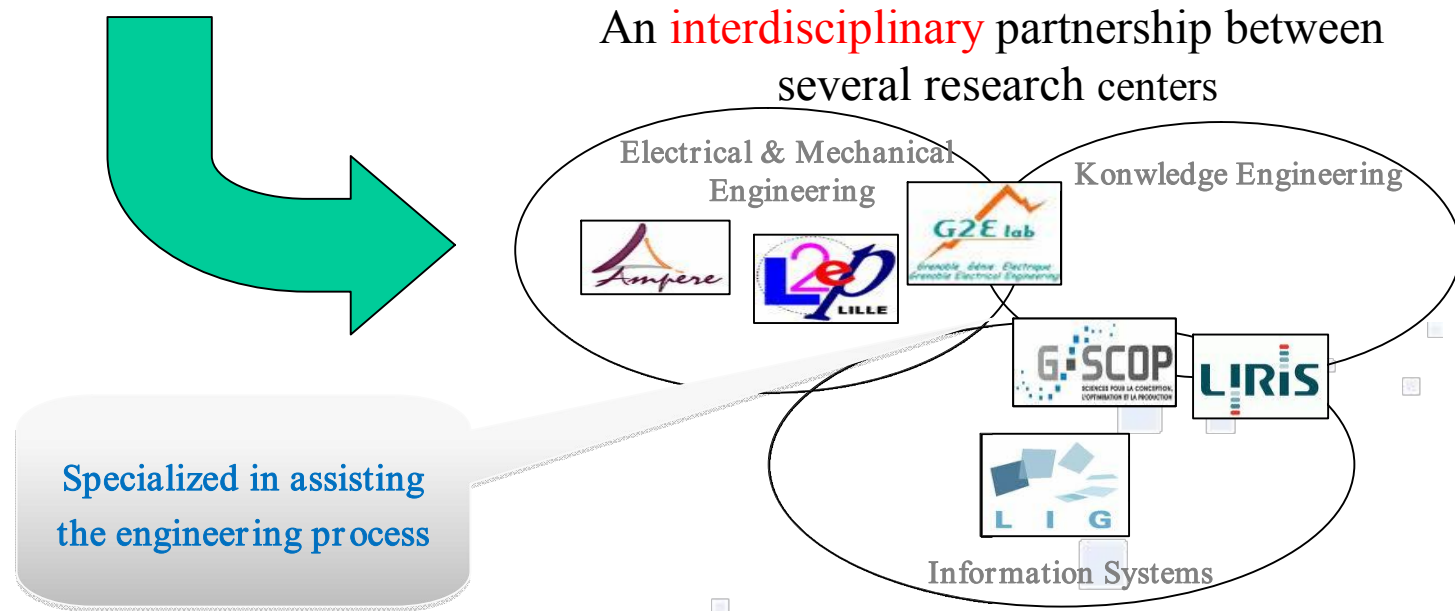 An interdisciplinary partnership between
several research centers
Electrical & Mechanical
Engineering
Konwledge Engineering
Ampère
L2ep
LILLE
G2E lab
Grenoble Génie Electrique
Grenoble Electrical Engineering
G-SCOP
SCIENCES POUR LA CONCEPTION,
L'OPTIMISATION ET LA PRODUCTION
LIRIS
Specialized in assisting
the engineering process
LIG
Information Systems